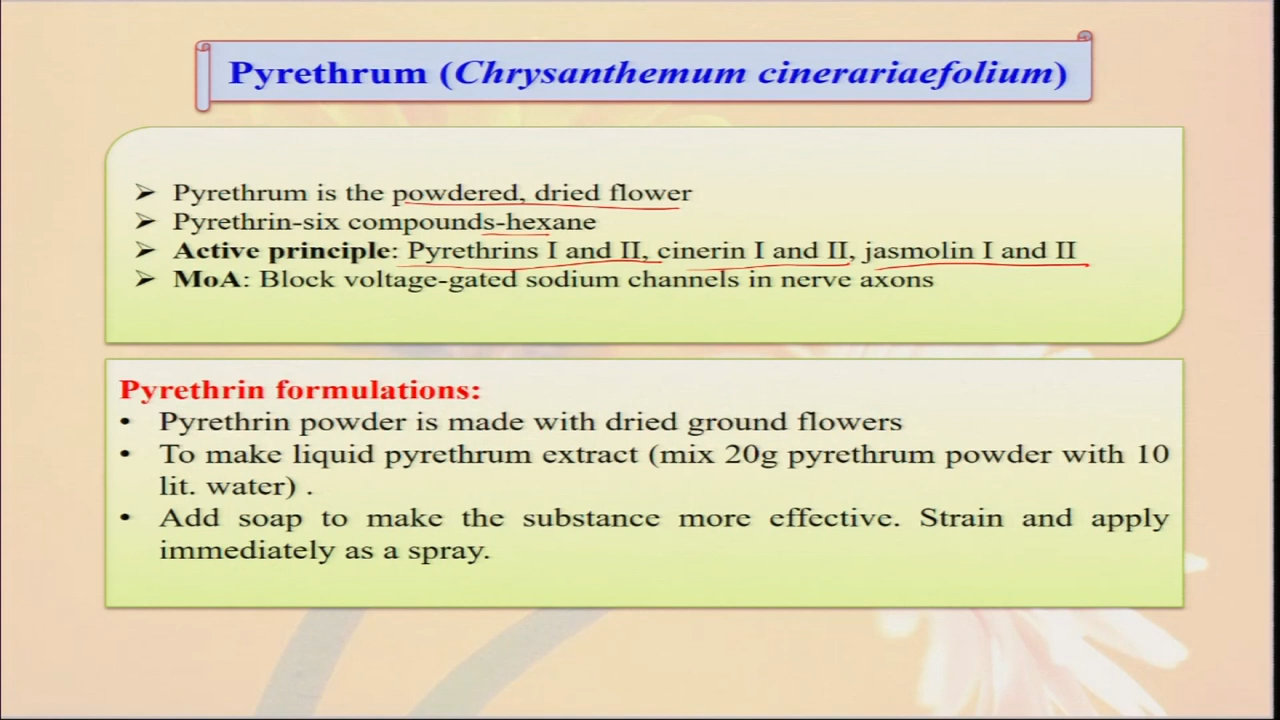 Pyrethrum (Chrysanthemum cinerariaefolium)
➢ Pyrethrum is the powdered, dried flower
➢ Pyrethrin-six compounds-hexane
➢ Active principle: Pyrethrins I and II, cinerin I and II, jasmolin I and II
➢ MoA: Block voltage-gated sodium channels in nerve axons
Pyrethrin formulations:
• Pyrethrin powder is made with dried ground flowers
• To make liquid pyrethrum extract (mix 20g pyrethrum powder with 10
lit. water) .
• Add soap to make the substance more effective. Strain and apply
immediately as a spray.